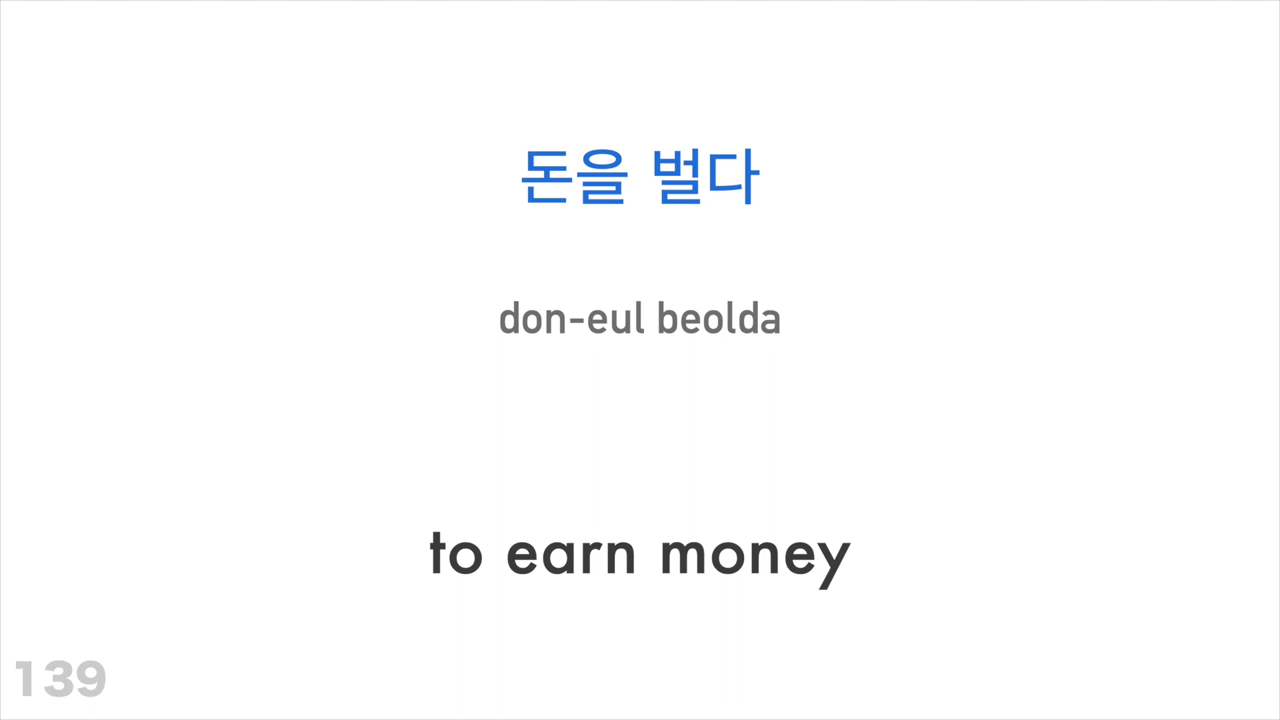 돈을 벌다
don-eul beolda
to earn money
139